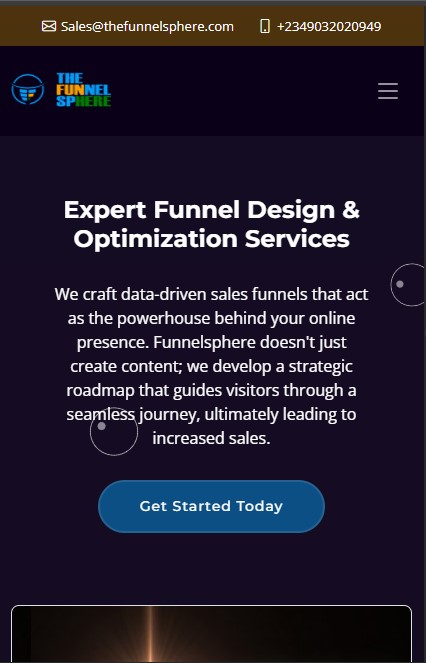 Sales@thefunnelsphere.com +2349032020949
THE
FUNNEL
SPHERE
Expert Funnel Design &
Optimization Services
We craft data-driven sales funnels that act
as the powerhouse behind your online
presence. Funnelsphere doesn't just
create content; we develop a strategic
roadmap that guides visitors through a
seamless journey, ultimately leading to
increased sales.
Get Started Today